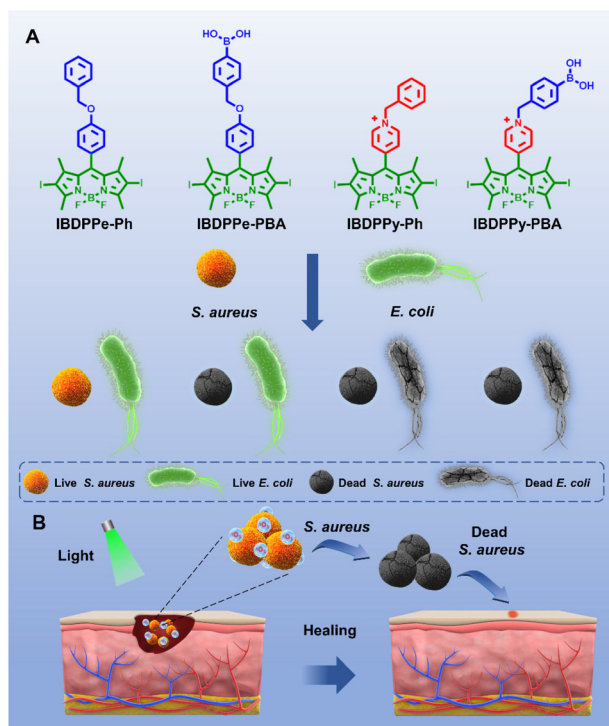 A
HO OH
B
O
O
N
+
N
+
B
OH
OH
I
N
N
I
B
F
F
I
N
N
I
B
F
F
I
N
N
I
B
F
F
I
N
N
I
B
F
F
IBDPPe-Ph
IBDPPe-PBA
IBDPPy-Ph
IBDPPy-PBA
S. aureus
E. coli
Live S. aureus
Live E. coli
Dead S. aureus
Dead E. coli
B
Light
S. aureus
Dead
S. aureus
Healing